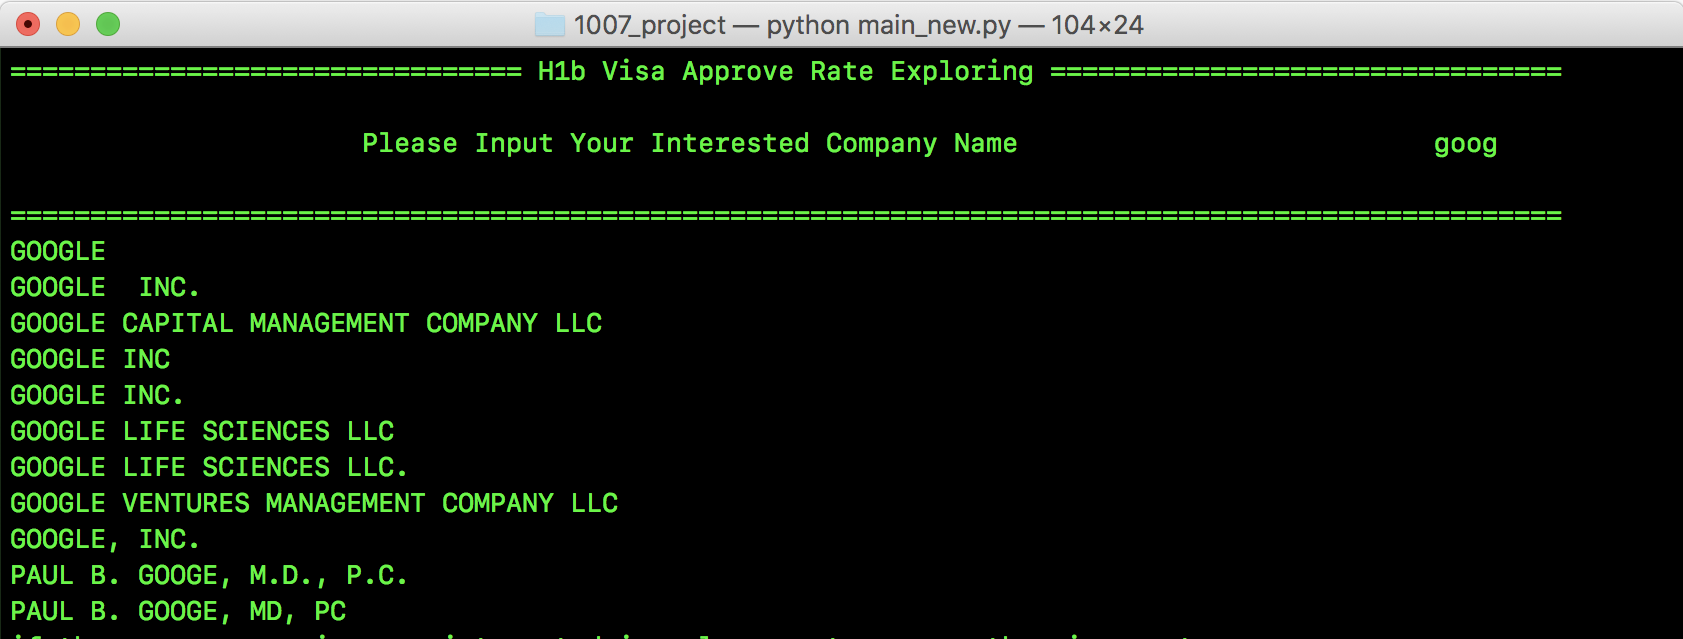 1007_project — python main_new.py — 104×24
================================ H1b Visa Approve Rate Exploring ================================
Please Input Your Interested Company Name goog
=================================================================================================
GOOGLE
GOOGLE  INC.
GOOGLE CAPITAL MANAGEMENT COMPANY LLC
GOOGLE INC
GOOGLE INC.
GOOGLE LIFE SCIENCES LLC
GOOGLE LIFE SCIENCES LLC.
GOOGLE VENTURES MANAGEMENT COMPANY LLC
GOOGLE, INC.
PAUL B. GOOGE, M.D., P.C.
PAUL B. GOOGE, MD, PC